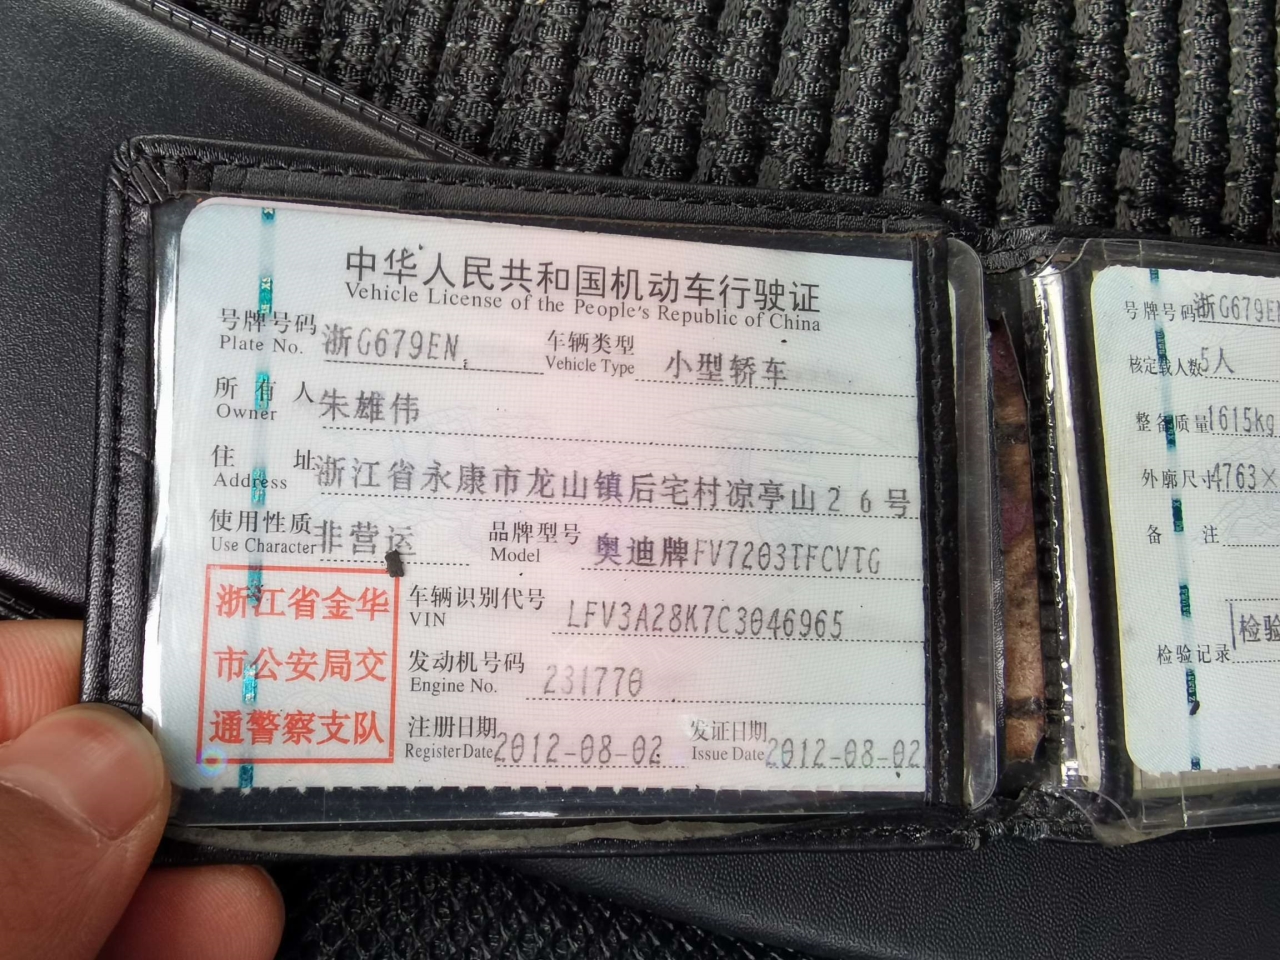 中华人民共和国机动车行驶证
Vehicle License of the People's Republic of China
号牌号码 浙G679EN 车辆类型 小型轿车
Plate No. Vehicle Type
所有人 朱雄伟
Owner
住址 浙江省永康市龙山镇后宅村凉亭山26号
Address
使用性质 非营运 品牌型号 奥迪牌FV7203TFCVTG
Use Character Model
车辆识别代号 LFV3A28K7C3046965
VIN
发动机号码 231770
Engine No.
注册日期 2012-08-02 发证日期 2012-08-02
Register Date Issue Date
浙江省金华
市公安局交
通警察支队
号牌号码 浙G679E
核定载人数 5人
整备质量 1615kg
外廓尺寸 4763×
备注
检验记录
检验